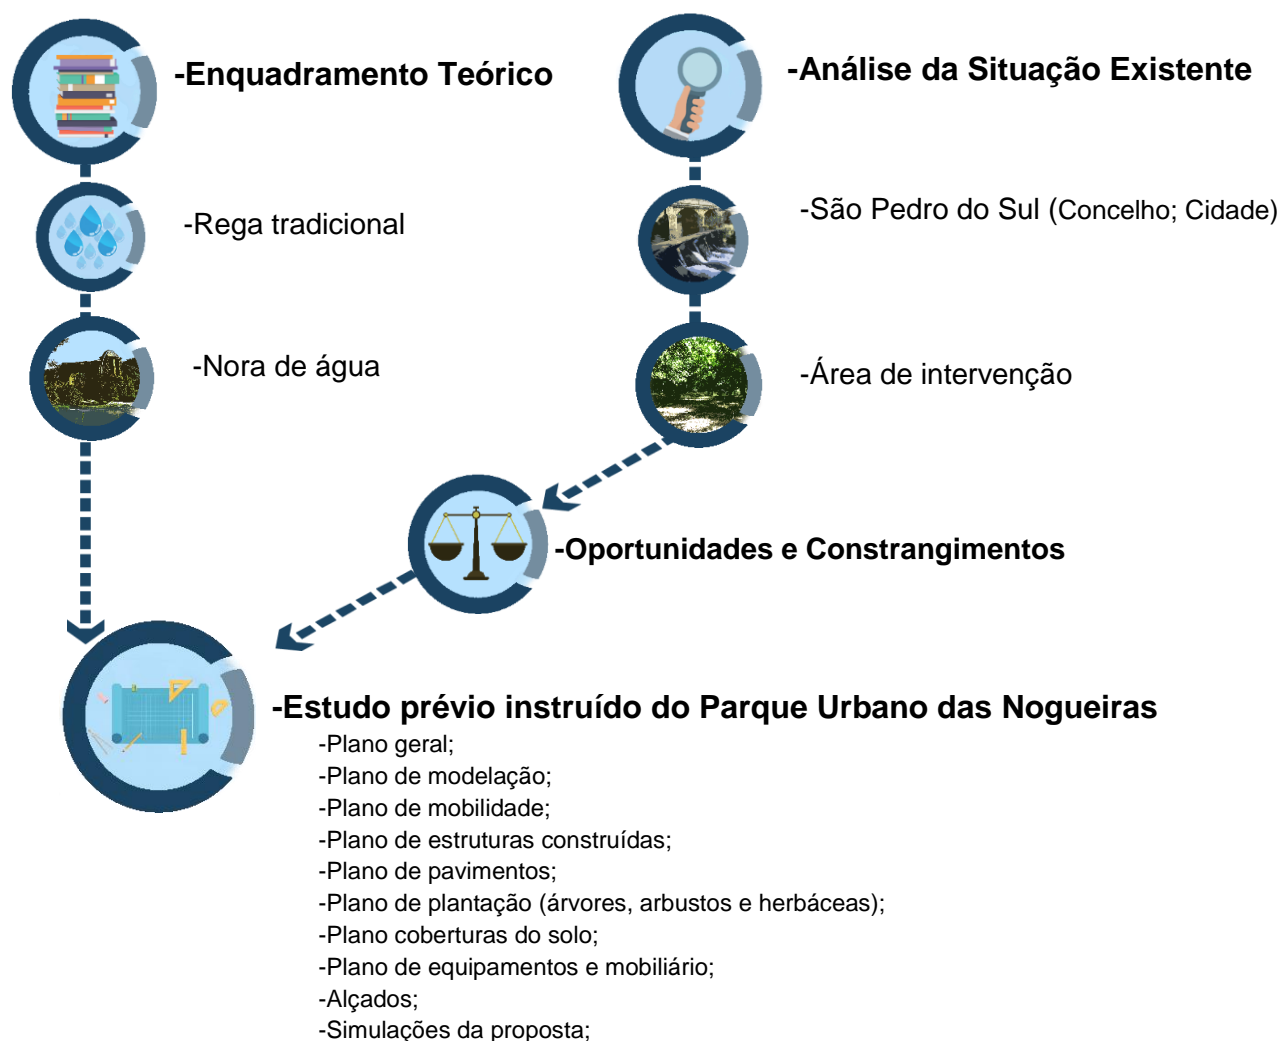 -Enquadramento Teórico
-Rega tradicional
-Nora de água
-Análise da Situação Existente
-São Pedro do Sul (Concelho; Cidade)
-Área de intervenção
-Oportunidades e Constrangimentos
-Estudo prévio instruído do Parque Urbano das Nogueiras
-Plano geral;
-Plano de modelação;
-Plano de mobilidade;
-Plano de estruturas construídas;
-Plano de pavimentos;
-Plano de plantação (árvores, arbustos e herbáceas);
-Plano coberturas do solo;
-Plano de equipamentos e mobiliário;
-Alçados;
-Simulações da proposta;